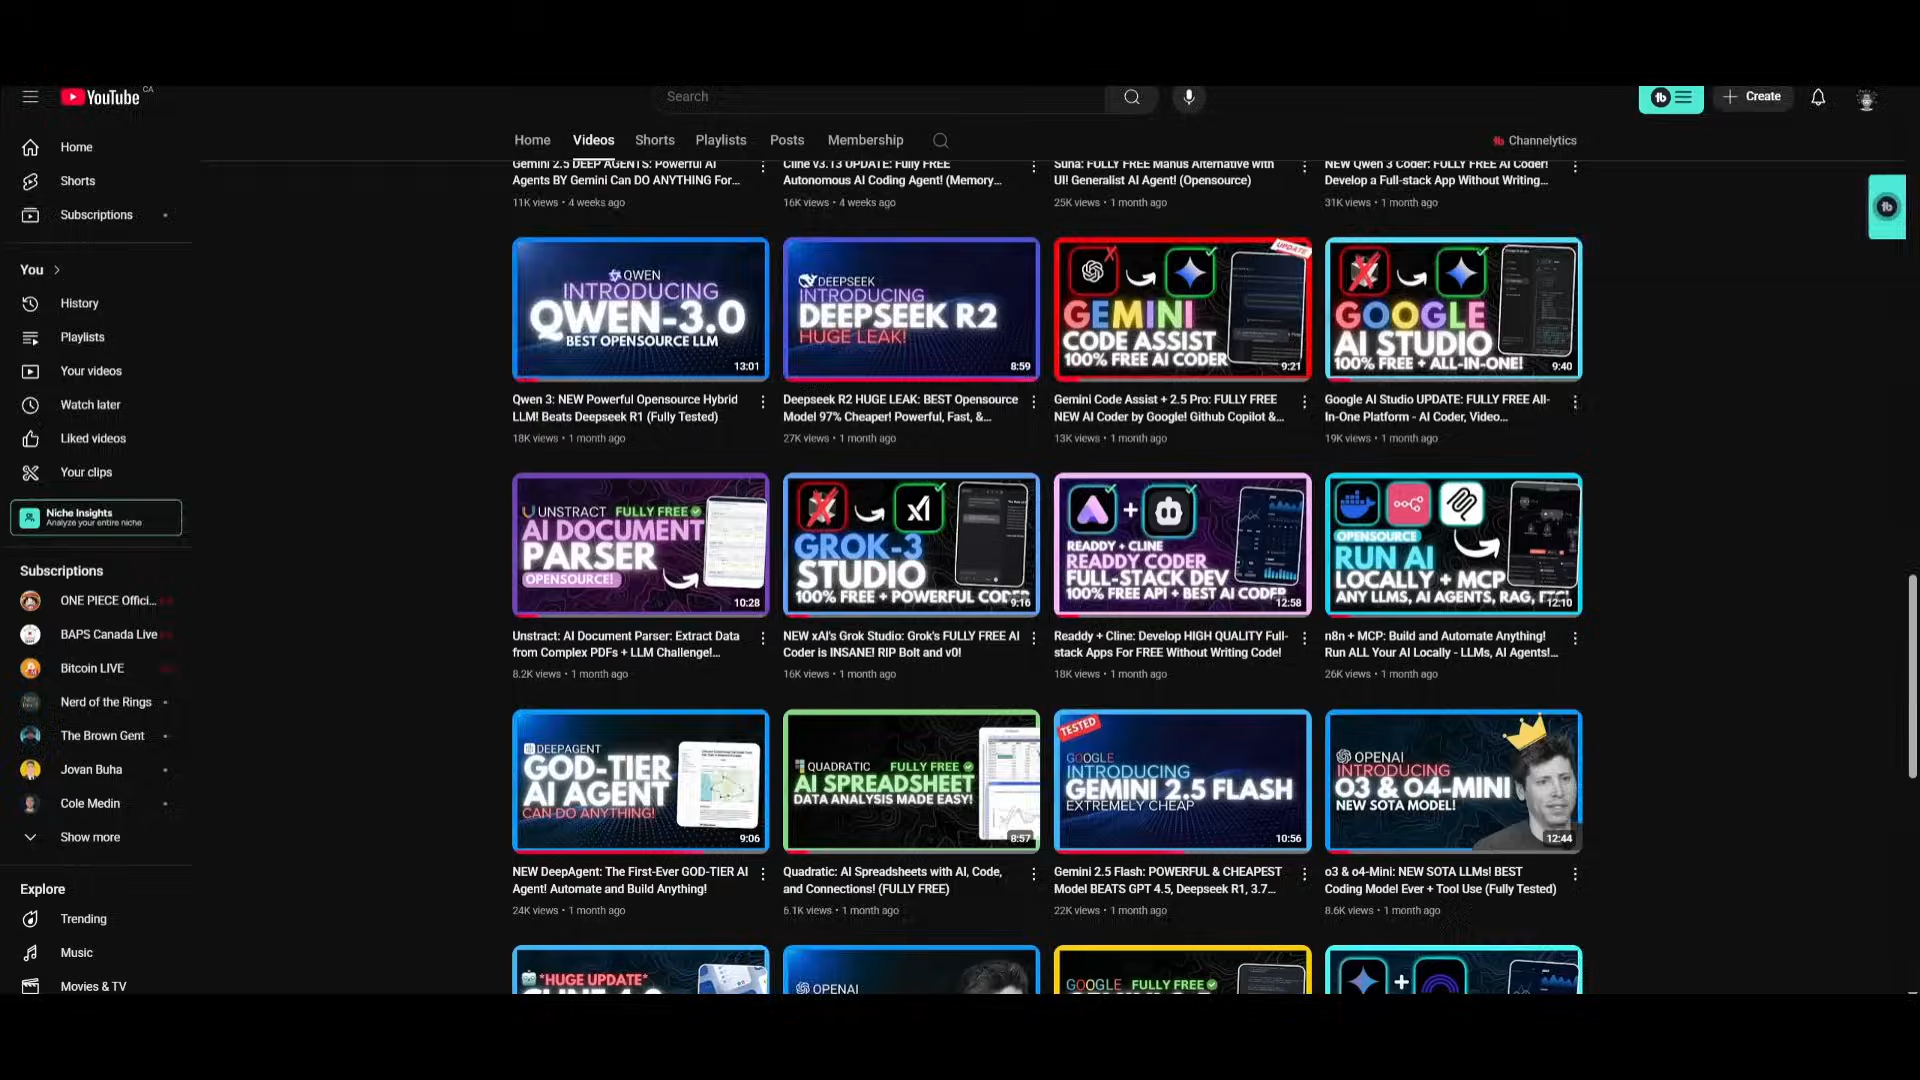 YouTube CA
Search
Create
Home
Shorts
Subscriptions
You
History
Playlists
Your videos
Watch later
Liked videos
Your clips
Niche Insights
Analyze your entire niche
Subscriptions
ONE PIECE Offici...
BAPS Canada Live
Bitcoin LIVE
Nerd of the Rings
The Brown Gent
Jovan Buha
Cole Medin
Show more
Explore
Trending
Music
Movies & TV
Home Videos Shorts Playlists Posts Membership
Channelytics
Gemini 2.5 DEEP AGENTS: Powerful AI
Agents BY Gemini Can DO ANYTHING For...
11K views • 4 weeks ago
Cline v3.13 UPDATE: Fully FREE
Autonomous AI Coding Agent! (Memory...
16K views • 4 weeks ago
Suna: FULLY FREE Manus Alternative with
UI! Generalist AI Agent! (Opensource)
25K views • 1 month ago
NEW Qwen 3 Coder: FULLY FREE AI Coder!
Develop a Full-stack App Without Writing...
31K views • 1 month ago
QWEN
INTRODUCING
QWEN-3.0
BEST OPENSOURCE LLM
13:01
Qwen 3: NEW Powerful Opensource Hybrid
LLM! Beats Deepseek R1 (Fully Tested)
18K views • 1 month ago
DEEPSEEK
INTRODUCING
DEEPSEEK R2
HUGE LEAK!
8:59
Deepseek R2 HUGE LEAK: BEST Opensource
Model 97% Cheaper! Powerful, Fast, &...
27K views • 1 month ago
UPDATE
GEMINI
CODE ASSIST
100% FREE AI CODER
9:21
Gemini Code Assist + 2.5 Pro: FULLY FREE
NEW AI Coder by Google! Github Copilot &...
13K views • 1 month ago
GOOGLE
AI STUDIO
100% FREE + ALL-IN-ONE!
9:40
Google AI Studio UPDATE: FULLY FREE All-
In-One Platform - AI Coder, Video...
19K views • 1 month ago
UNSTRACT FULLY FREE
AI DOCUMENT
PARSER
OPENSOURCE!
10:28
Unstract: AI Document Parser: Extract Data
from Complex PDFs + LLM Challenge!...
8.2K views • 1 month ago
GROK-3
STUDIO
100% FREE + POWERFUL CODER
9:16
NEW xAI's Grok Studio: Grok's FULLY FREE AI
Coder is INSANE! RIP Bolt and v0!
16K views • 1 month ago
READDY + CLINE
READDY CODER
FULL-STACK DEV
100% FREE API + BEST AI CODER
12:58
Readdy + Cline: Develop HIGH QUALITY Full-
stack Apps For FREE Without Writing Code!
18K views • 1 month ago
OPENSOURCE
RUN AI
LOCALLY + MCP
ANY LLMS, AI AGENTS, RAG, ETC!
12:10
n8n + MCP: Build and Automate Anything!
Run ALL Your AI Locally - LLMs, AI Agents!...
26K views • 1 month ago
DEEPAGENT
GOD-TIER
AI AGENT
CAN DO ANYTHING!
9:06
NEW DeepAgent: The First-Ever GOD-TIER AI
Agent! Automate and Build Anything!
24K views • 1 month ago
QUADRATIC FULLY FREE
AI SPREADSHEET
DATA ANALYSIS MADE EASY!
8:57
Quadratic: AI Spreadsheets with AI, Code,
and Connections! (FULLY FREE)
6.1K views • 1 month ago
TESTED
GOOGLE
INTRODUCING
GEMINI 2.5 FLASH
EXTREMELY CHEAP
10:56
Gemini 2.5 Flash: POWERFUL & CHEAPEST
Model BEATS GPT 4.5, Deepseek R1, 3.7...
22K views • 1 month ago
OPENAI
INTRODUCING
O3 & O4-MINI
NEW SOTA MODEL!
12:44
o3 & o4-Mini: NEW SOTA LLMs! BEST
Coding Model Ever + Tool Use (Fully Tested)
8.6K views • 1 month ago
*HUGE UPDATE*
OPENAI
GOOGLE FULLY FREE